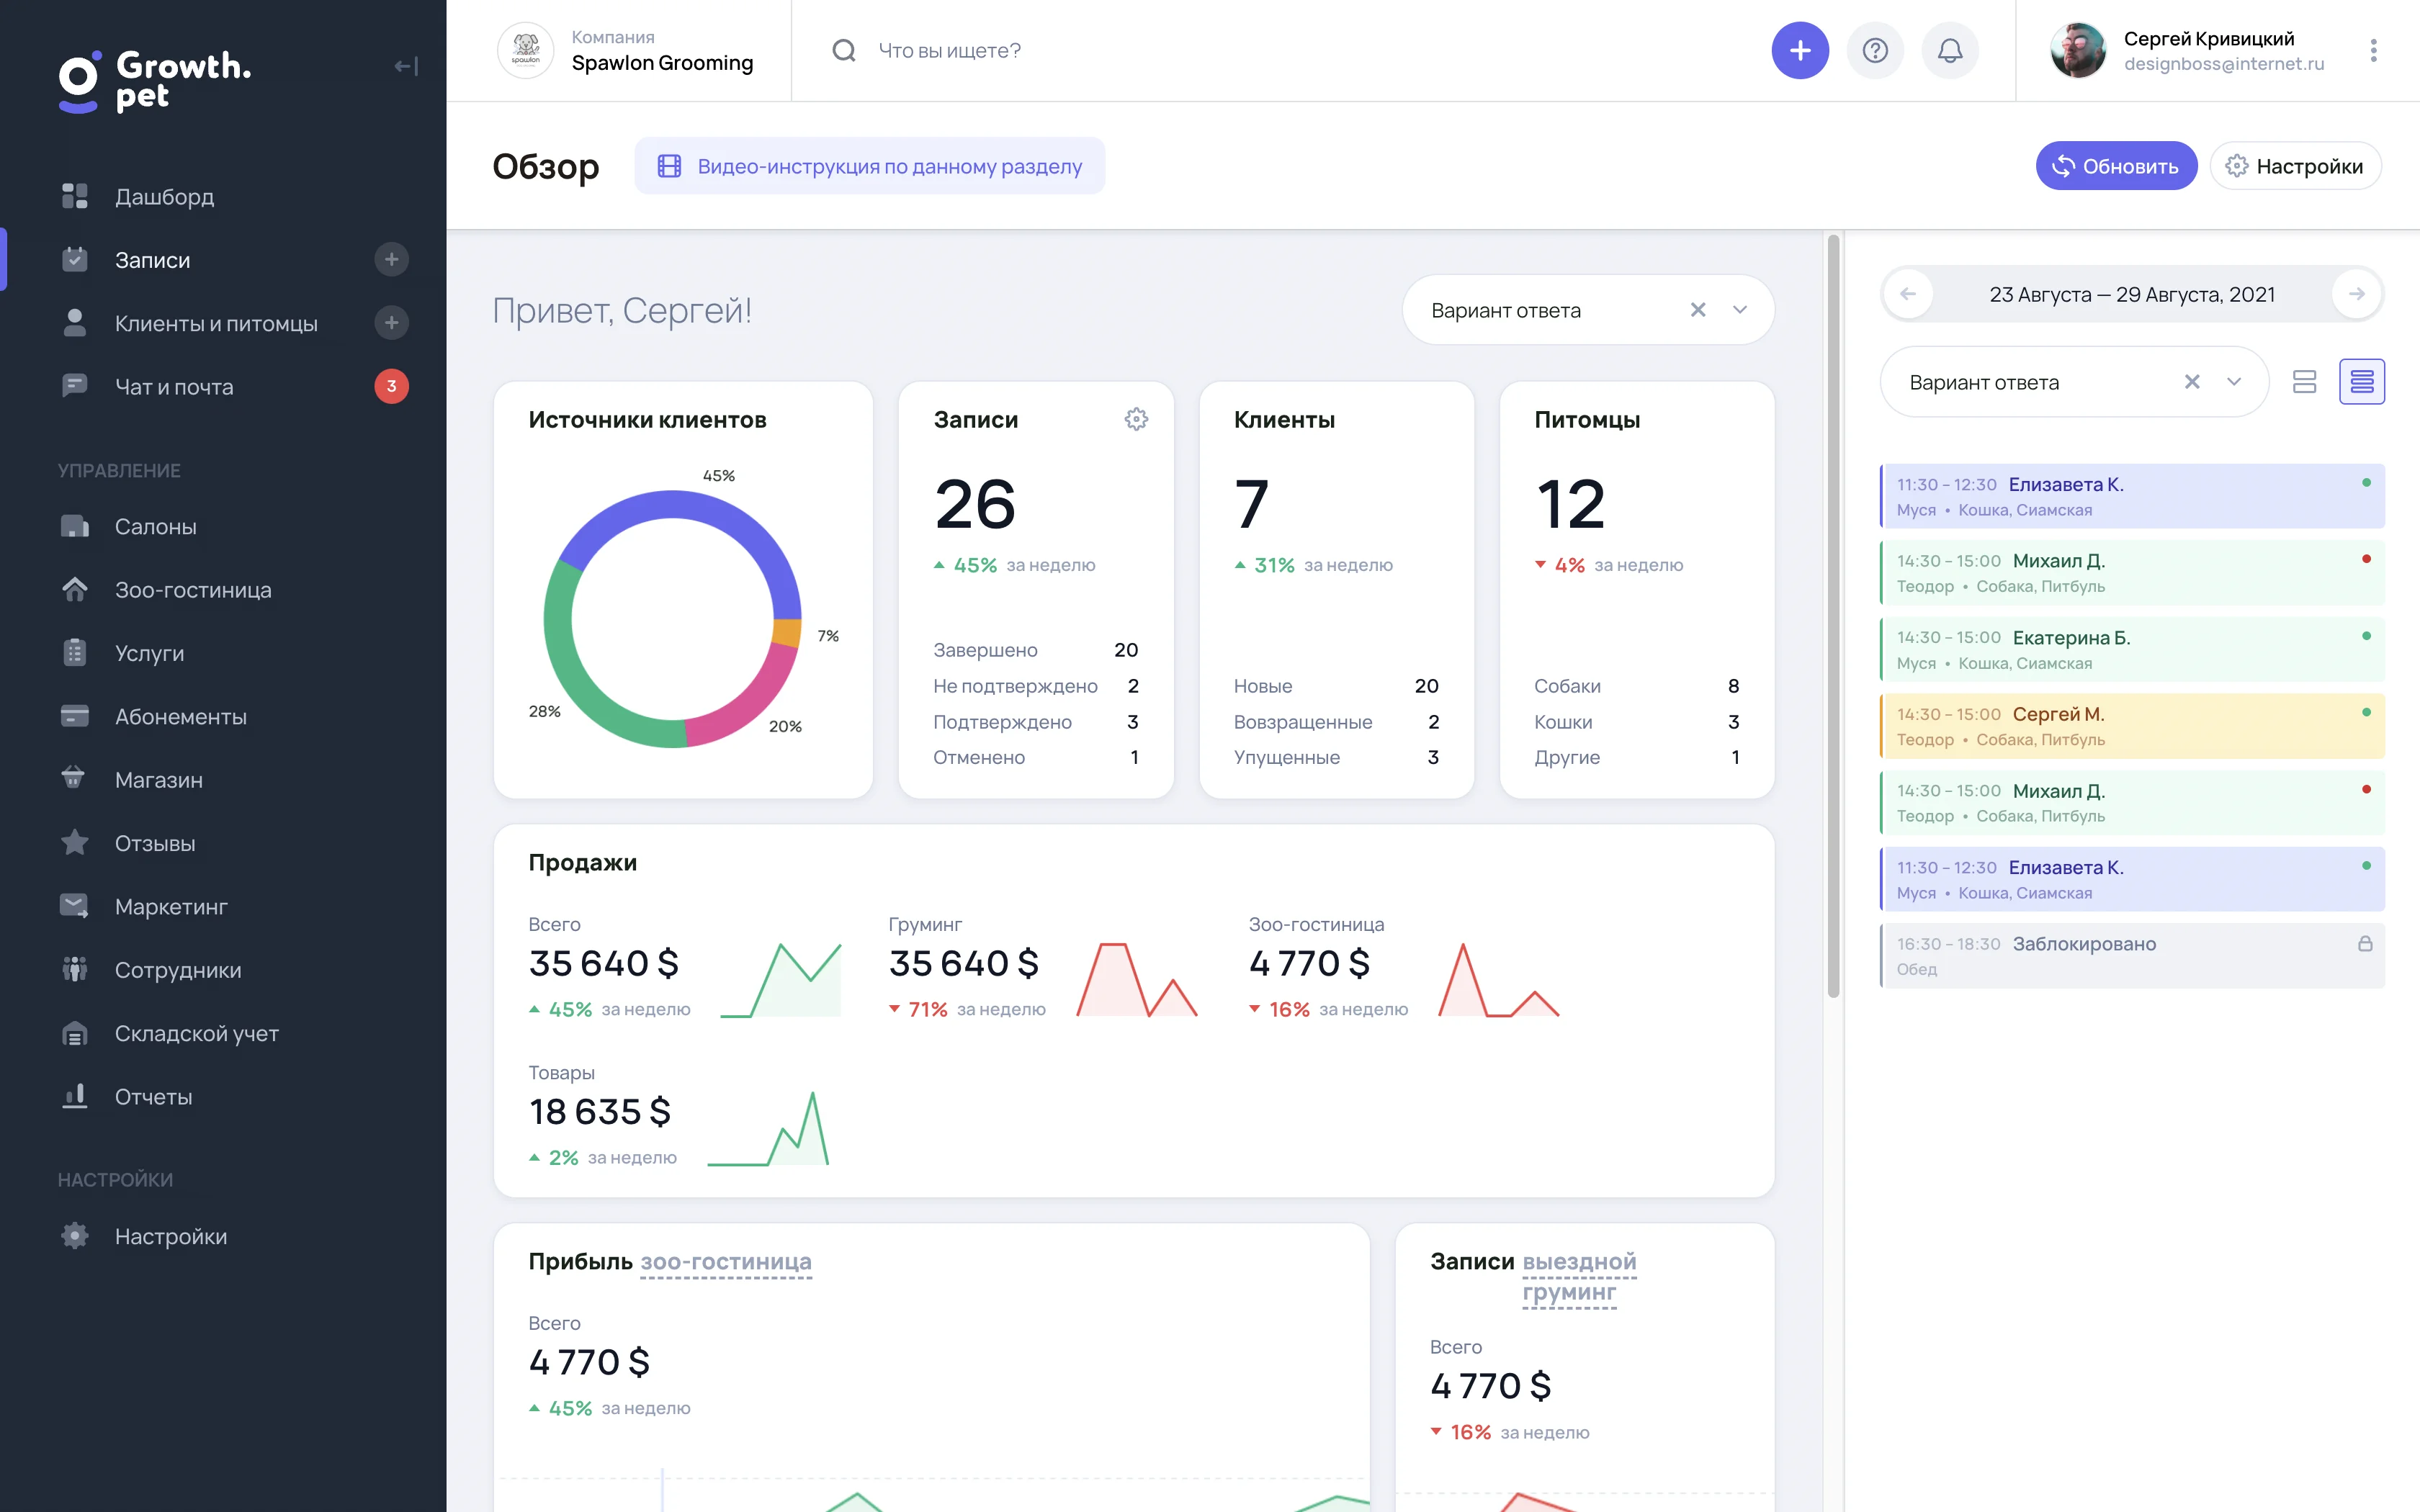 Growth.
pet
Дашборд
Записи
Клиенты и питомцы
Чат и почта
3
УПРАВЛЕНИЕ
Салоны
Зоо-гостиница
Услуги
Абонементы
Магазин
Отзывы
Маркетинг
Сотрудники
Складской учет
Отчеты
НАСТРОЙКИ
Настройки
spawlon
Компания
Spawlon Grooming
Что вы ищете?
Сергей Кривицкий
designboss@internet.ru
Обзор
Видео-инструкция по данному разделу
Обновить
Настройки
Привет, Сергей!
Вариант ответа
Источники клиентов
45%
7%
28%
20%
Записи
26
45% за неделю
Завершено 20
Не подтверждено 2
Подтверждено 3
Отменено 1
Клиенты
7
31% за неделю
Новые 20
Вовзращенные 2
Упущенные 3
Питомцы
12
4% за неделю
Собаки 8
Кошки 3
Другие 1
Продажи
Всего
35 640 $
45% за неделю
Груминг
35 640 $
71% за неделю
Зоо-гостиница
4 770 $
16% за неделю
Товары
18 635 $
2% за неделю
Прибыль зоо-гостиница
Всего
4 770 $
45% за неделю
Записи выездной
груминг
Всего
4 770 $
16% за неделю
23 Августа — 29 Августа, 2021
Вариант ответа
11:30 – 12:30 Елизавета К.
Муся • Кошка, Сиамская
14:30 – 15:00 Михаил Д.
Теодор • Собака, Питбуль
14:30 – 15:00 Екатерина Б.
Муся • Кошка, Сиамская
14:30 – 15:00 Сергей М.
Теодор • Собака, Питбуль
14:30 – 15:00 Михаил Д.
Теодор • Собака, Питбуль
11:30 – 12:30 Елизавета К.
Муся • Кошка, Сиамская
16:30 – 18:30 Заблокировано
Обед